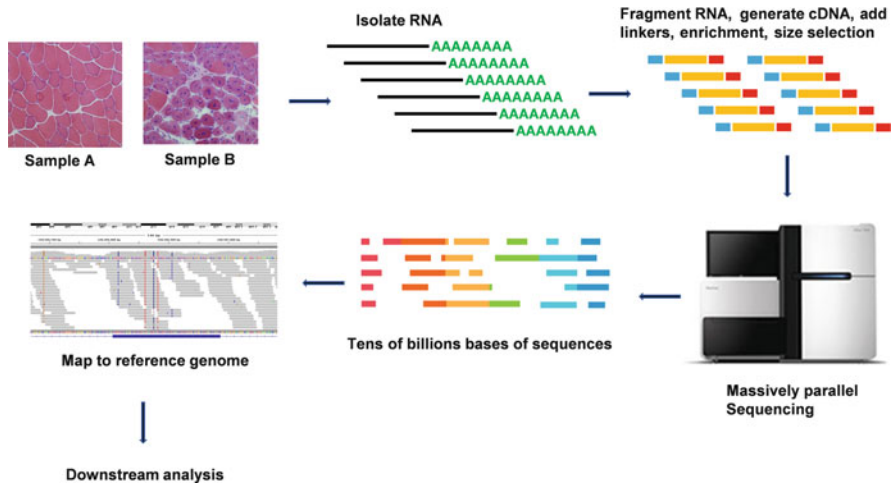 Isolate RNA
AAAAAAAA
AAAAAAAA
AAAAAAAA
AAAAAAAA
AAAAAAAA
AAAAAAAA
Fragment RNA, generate cDNA, add
linkers, enrichment, size selection
Sample A
Sample B
Massively parallel
Sequencing
Tens of billions bases of sequences
Map to reference genome
Downstream analysis